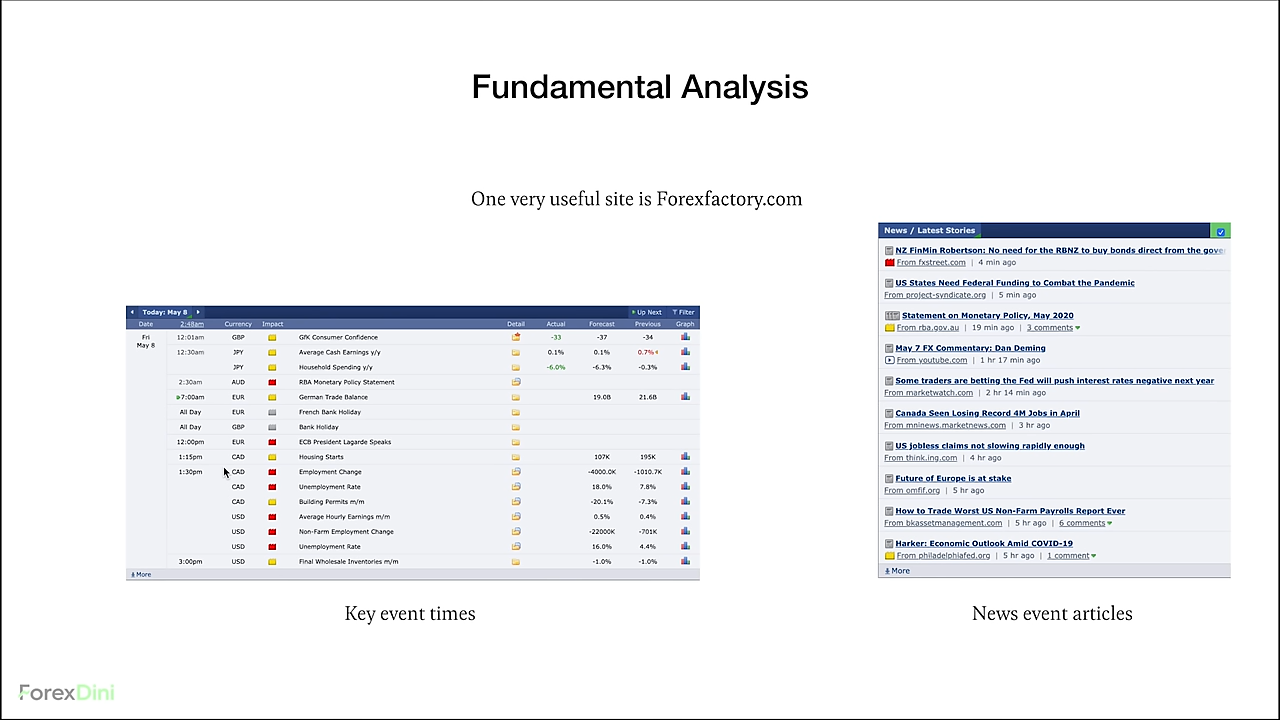 Fundamental Analysis
One very useful site is Forexfactory.com
Today: May 8 Up Next Filter
Date 2:48am Currency Impact Detail Actual Forecast Previous Graph
Fri May 8 12:01am GBP GfK Consumer Confidence -33 -37 -34
12:30am JPY Average Cash Earnings y/y 0.1% 0.1% 0.7%
JPY Household Spending y/y -6.0% -6.3% -0.3%
2:30am AUD RBA Monetary Policy Statement
7:00am EUR German Trade Balance 19.0B 21.6B
All Day EUR French Bank Holiday
All Day GBP Bank Holiday
12:00pm EUR ECB President Lagarde Speaks
1:15pm CAD Housing Starts 107K 195K
1:30pm CAD Employment Change -4000.0K -1010.7K
CAD Unemployment Rate 18.0% 7.8%
CAD Building Permits m/m -20.1% -7.3%
USD Average Hourly Earnings m/m 0.5% 0.4%
USD Non-Farm Employment Change -22000K -701K
USD Unemployment Rate 16.0% 4.4%
3:00pm USD Final Wholesale Inventories m/m -1.0% -1.0%
More
Key event times
News / Latest Stories
NZ FinMin Robertson: No need for the RBNZ to buy bonds direct from the gove
From fxstreet.com | 4 min ago
US States Need Federal Funding to Combat the Pandemic
From project-syndicate.org | 5 min ago
Statement on Monetary Policy, May 2020
From rba.gov.au | 19 min ago | 3 comments
May 7 FX Commentary: Dan Deming
From youtube.com | 1 hr 17 min ago
Some traders are betting the Fed will push interest rates negative next year
From marketwatch.com | 2 hr 14 min ago
Canada Seen Losing Record 4M Jobs in April
From mninews.marketnews.com | 3 hr ago
US jobless claims not slowing rapidly enough
From think.ing.com | 4 hr ago
Future of Europe is at stake
From omfif.org | 5 hr ago
How to Trade Worst US Non-Farm Payrolls Report Ever
From bkassetmanagement.com | 5 hr ago | 6 comments
Harker: Economic Outlook Amid COVID-19
From philadelphiafed.org | 5 hr ago | 1 comment
More
News event articles
ForexDini